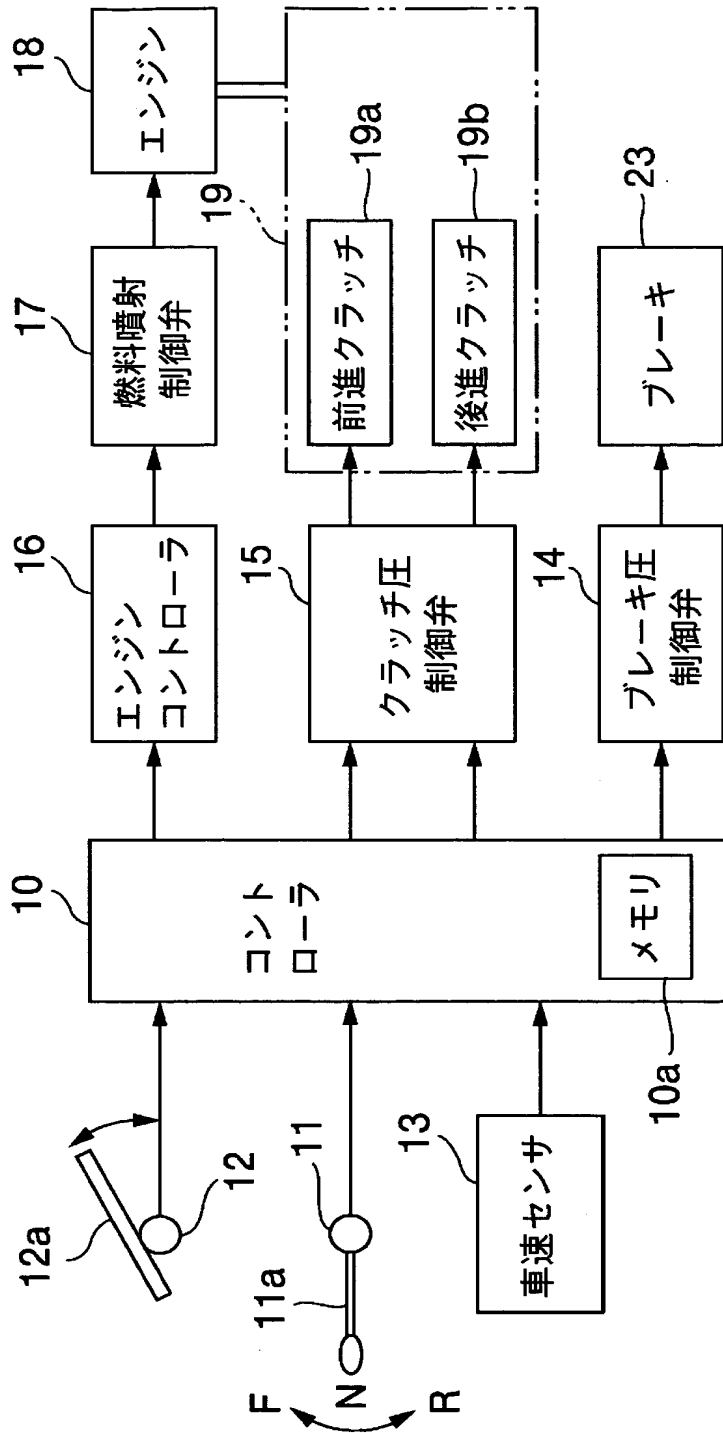 12a
12
F
N
R
11a
11
13
車速センサ
10
コント
ローラ
メモリ
10a
16
エンジン
コントローラ
15
クラッチ圧
制御弁
14
ブレーキ圧
制御弁
17
燃料噴射
制御弁
18
エンジン
19
前進クラッチ
19a
後進クラッチ
19b
23
ブレーキ